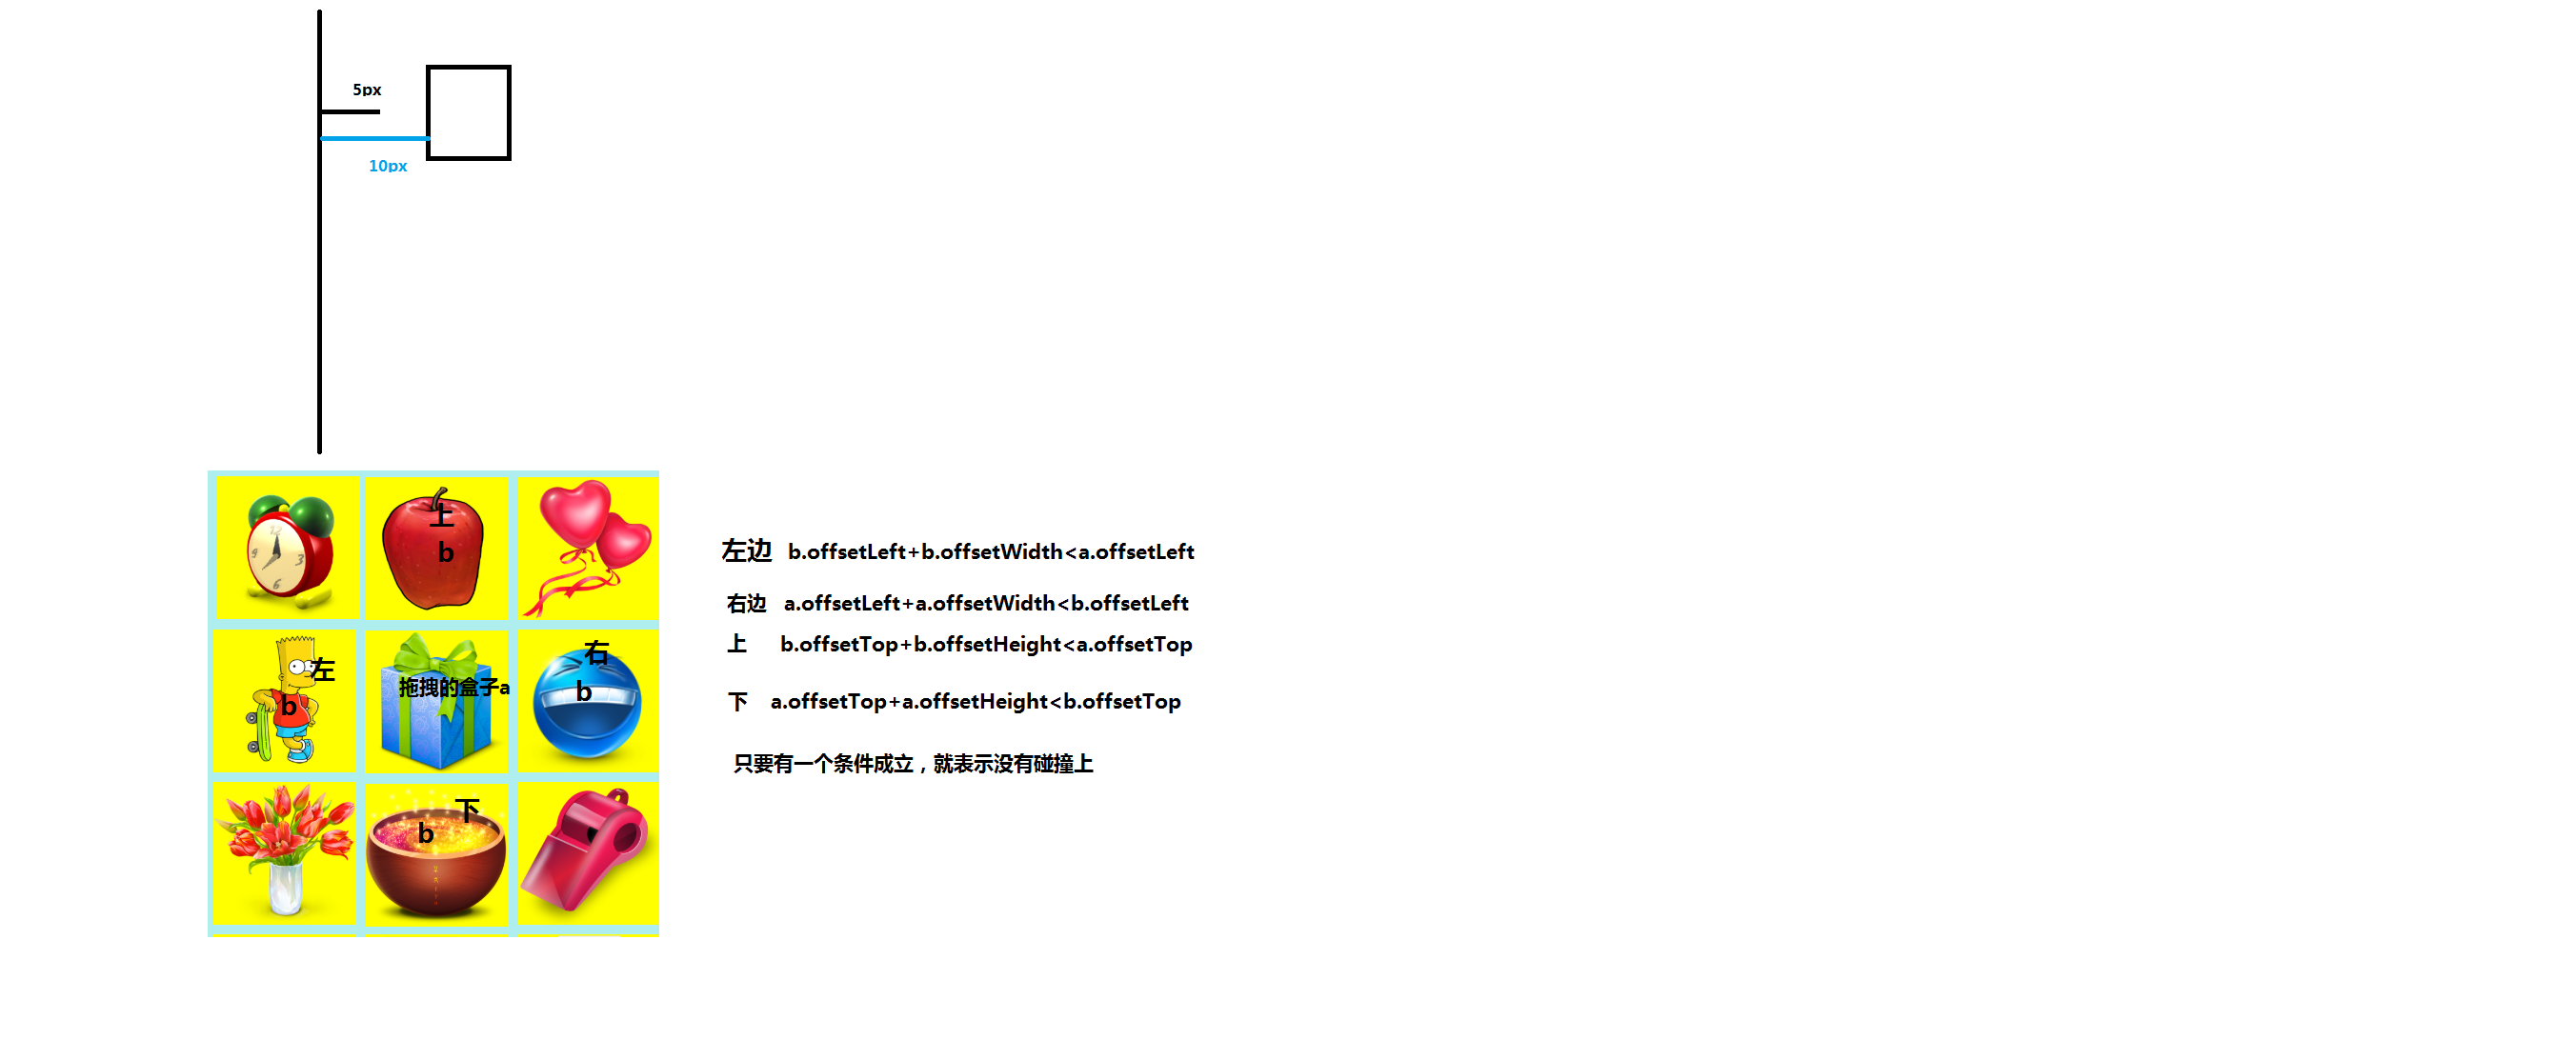 5px
10px
上
b
左
b
拖拽的盒子a
右
b
下
b
左边 b.offsetLeft+b.offsetWidth<a.offsetLeft
右边 a.offsetLeft+a.offsetWidth<b.offsetLeft
上 b.offsetTop+b.offsetHeight<a.offsetTop
下 a.offsetTop+a.offsetHeight<b.offsetTop
只要有一个条件成立，就表示没有碰撞上